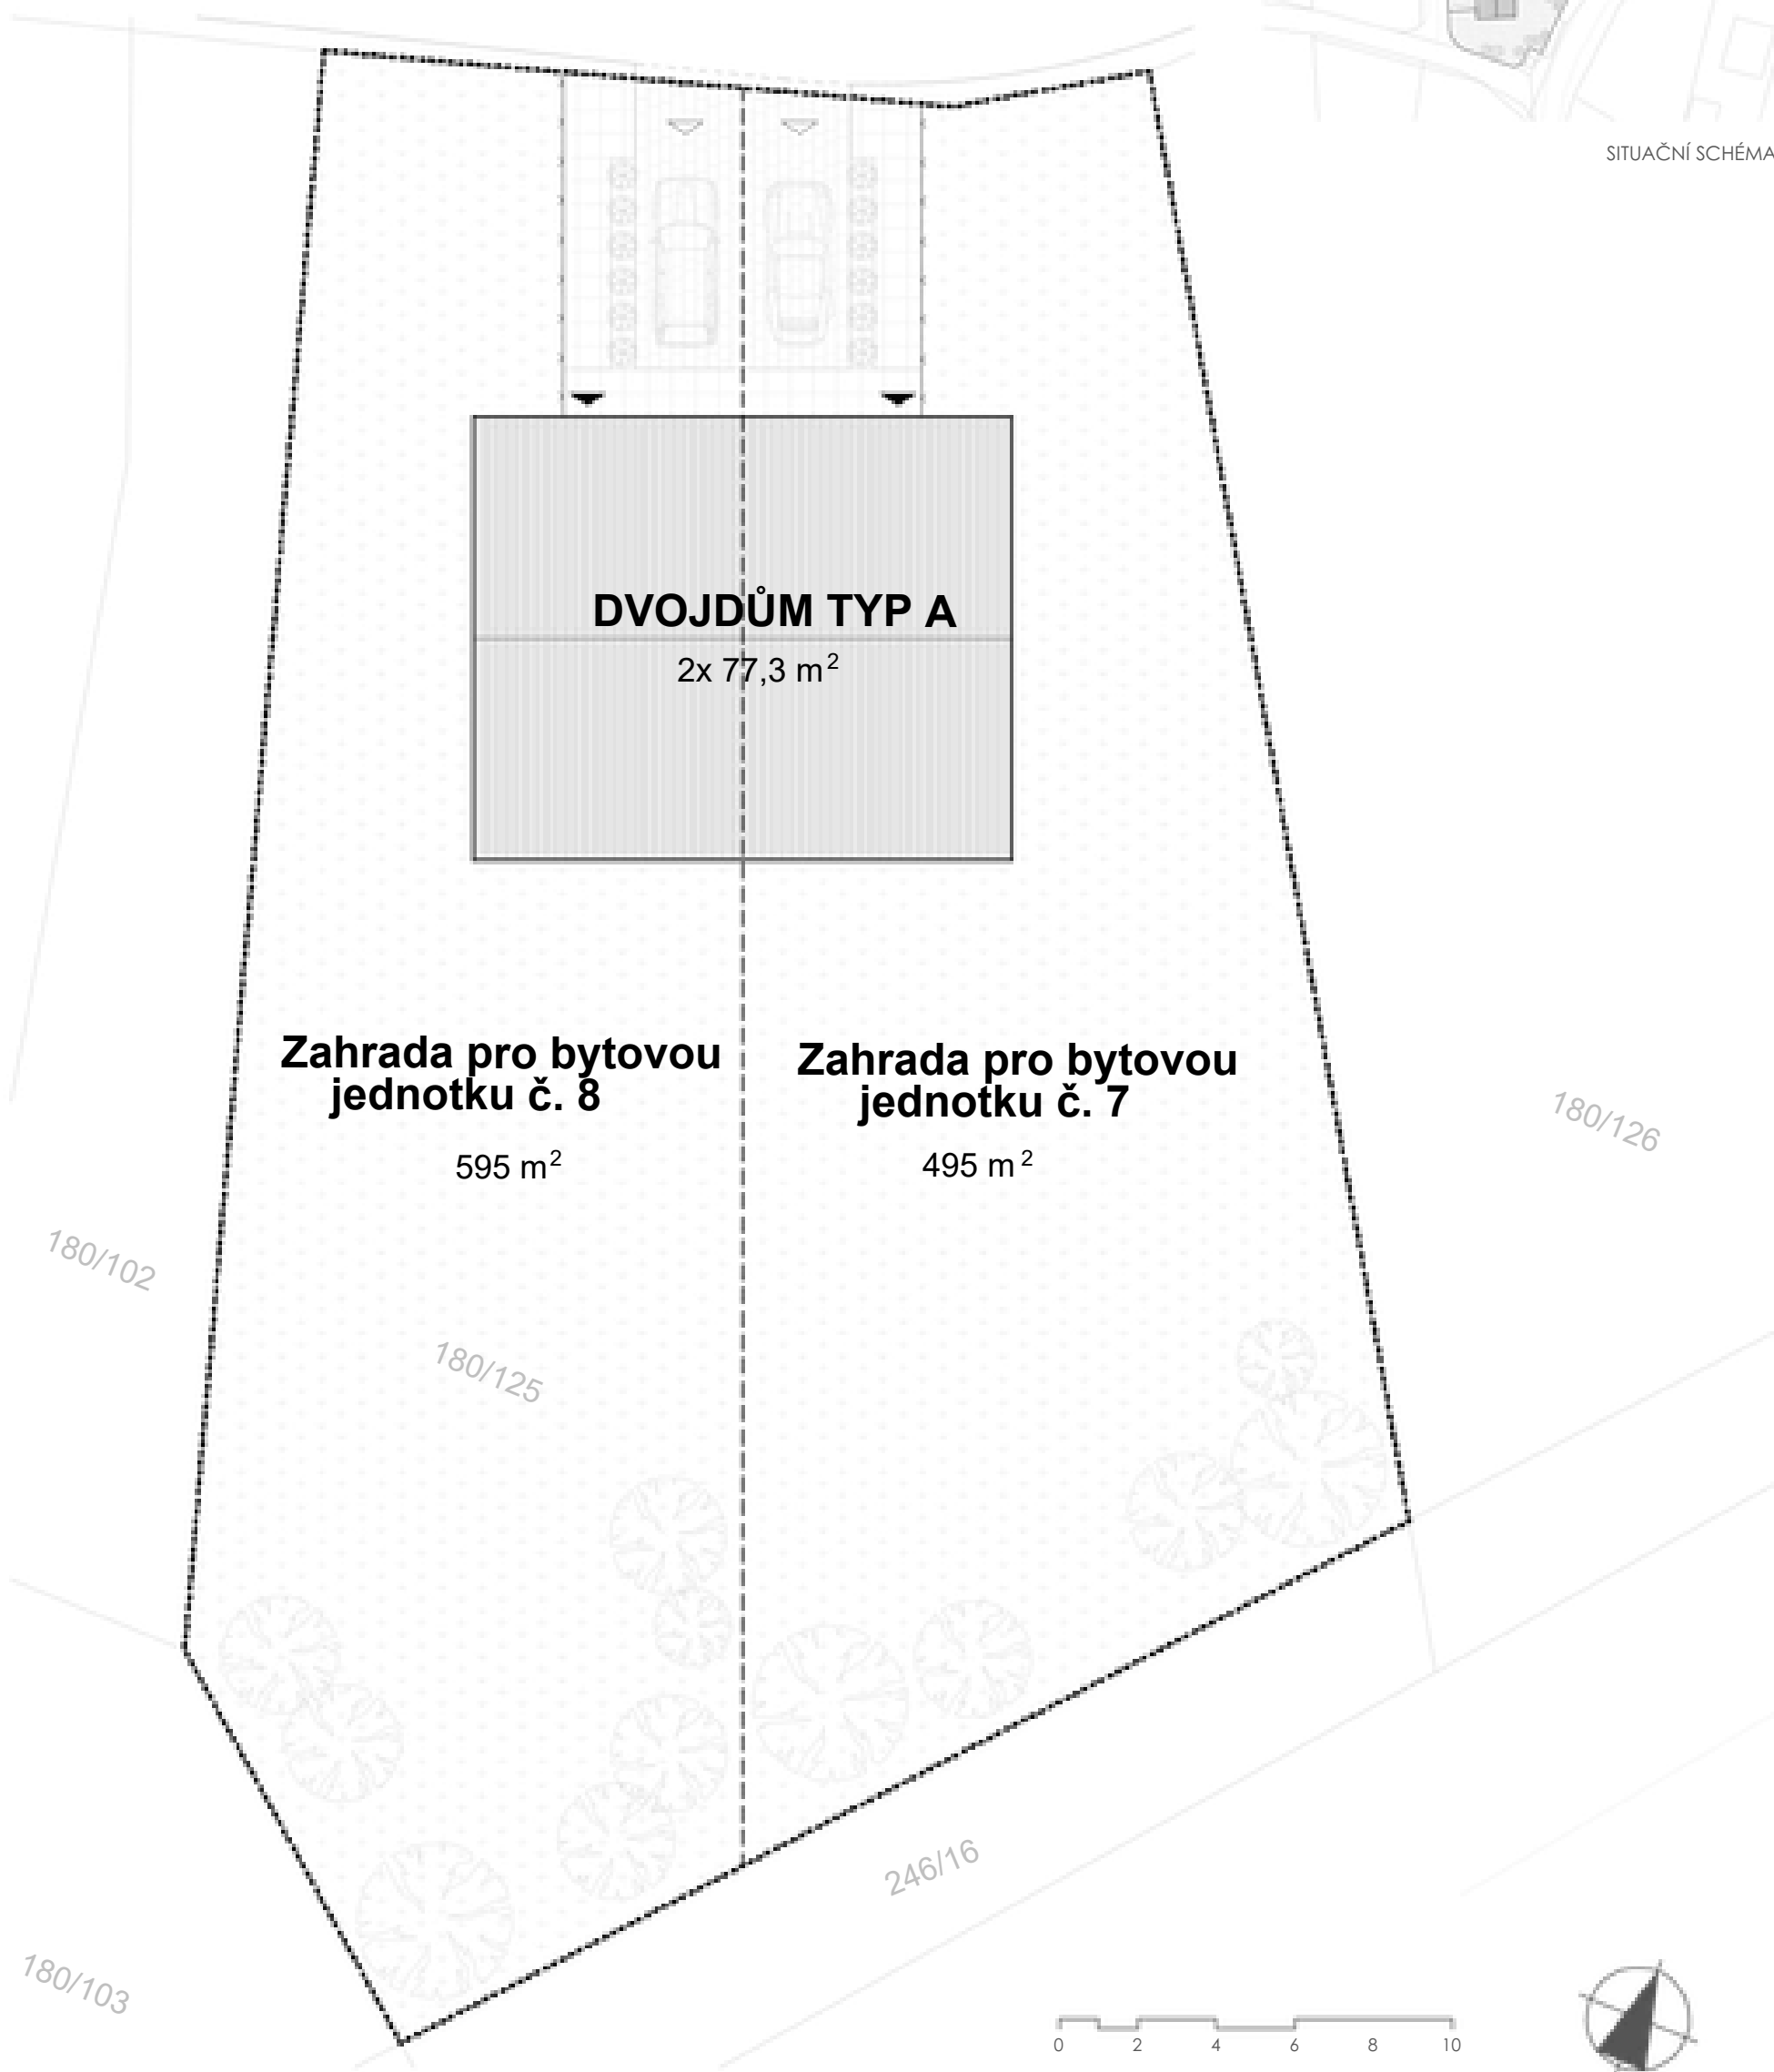 SITUAČNÍ SCHÉMA
DVOJDŮM TYP A
2x 77,3 m²
Zahrada pro bytovou
jednotku č. 8
595 m²
Zahrada pro bytovou
jednotku č. 7
495 m²
180/126
180/102
180/125
246/16
180/103
0 2 4 6 8 10